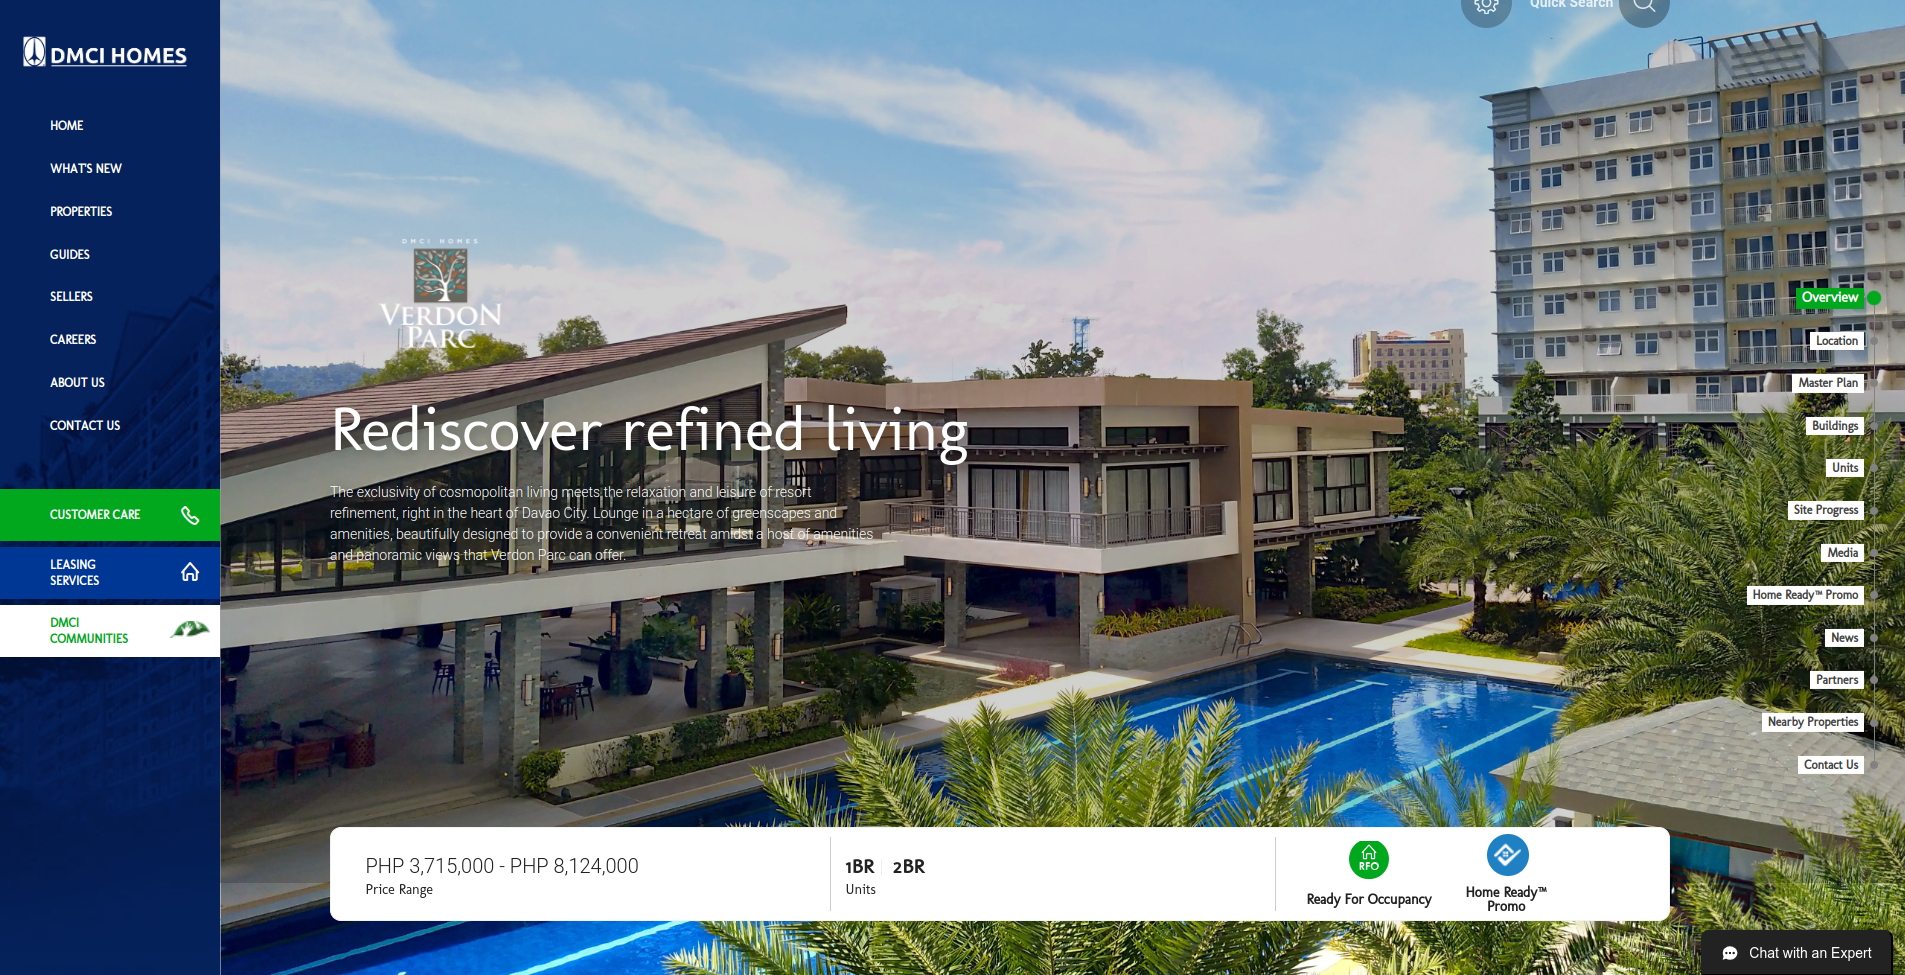 DMCI HOMES
HOME
WHAT'S NEW
PROPERTIES
GUIDES
SELLERS
CAREERS
ABOUT US
CONTACT US
CUSTOMER CARE
LEASING
SERVICES
DMCI
COMMUNITIES
Quick Search
DMCI HOMES
VERDON
PARC
Rediscover refined living
The exclusivity of cosmopolitan living meets the relaxation and leisure of resort
refinement, right in the heart of Davao City. Lounge in a hectare of greenscapes and
amenities, beautifully designed to provide a convenient retreat amidst a host of amenities
and panoramic views that Verdon Parc can offer.
Overview
Location
Master Plan
Buildings
Units
Site Progress
Media
Home Ready™ Promo
News
Partners
Nearby Properties
Contact Us
PHP 3,715,000 - PHP 8,124,000
Price Range
1BR 2BR
Units
RFO
Ready For Occupancy
Home Ready™
Promo
Chat with an Expert